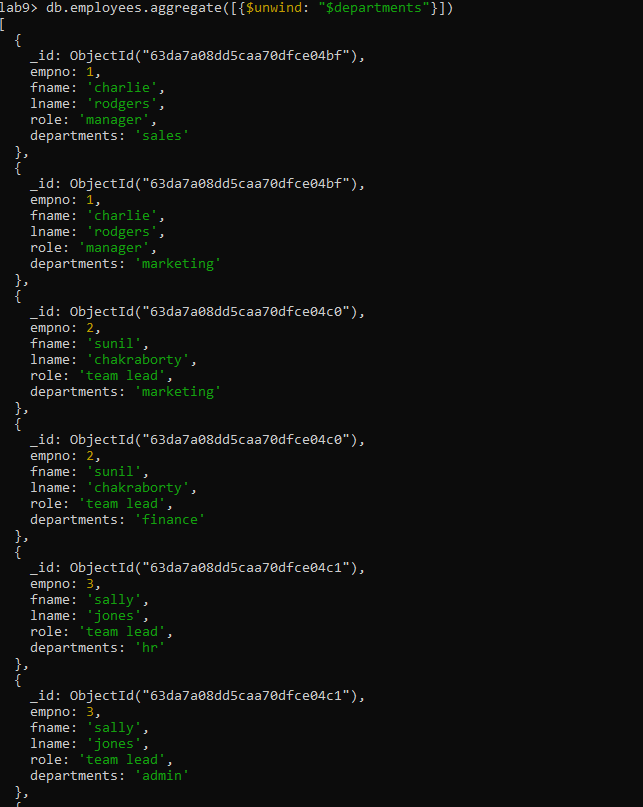 lab9> db.employees.aggregate([{$unwind: "$departments"}])
[
  {
    _id: ObjectId("63da7a08dd5caa70dfce04bf"),
    empno: 1,
    fname: 'charlie',
    lname: 'rodgers',
    role: 'manager',
    departments: 'sales'
  },
  {
    _id: ObjectId("63da7a08dd5caa70dfce04bf"),
    empno: 1,
    fname: 'charlie',
    lname: 'rodgers',
    role: 'manager',
    departments: 'marketing'
  },
  {
    _id: ObjectId("63da7a08dd5caa70dfce04c0"),
    empno: 2,
    fname: 'sunil',
    lname: 'chakraborty',
    role: 'team lead',
    departments: 'marketing'
  },
  {
    _id: ObjectId("63da7a08dd5caa70dfce04c0"),
    empno: 2,
    fname: 'sunil',
    lname: 'chakraborty',
    role: 'team lead',
    departments: 'finance'
  },
  {
    _id: ObjectId("63da7a08dd5caa70dfce04c1"),
    empno: 3,
    fname: 'sally',
    lname: 'jones',
    role: 'team lead',
    departments: 'hr'
  },
  {
    _id: ObjectId("63da7a08dd5caa70dfce04c1"),
    empno: 3,
    fname: 'sally',
    lname: 'jones',
    role: 'team lead',
    departments: 'admin'
  },
  {